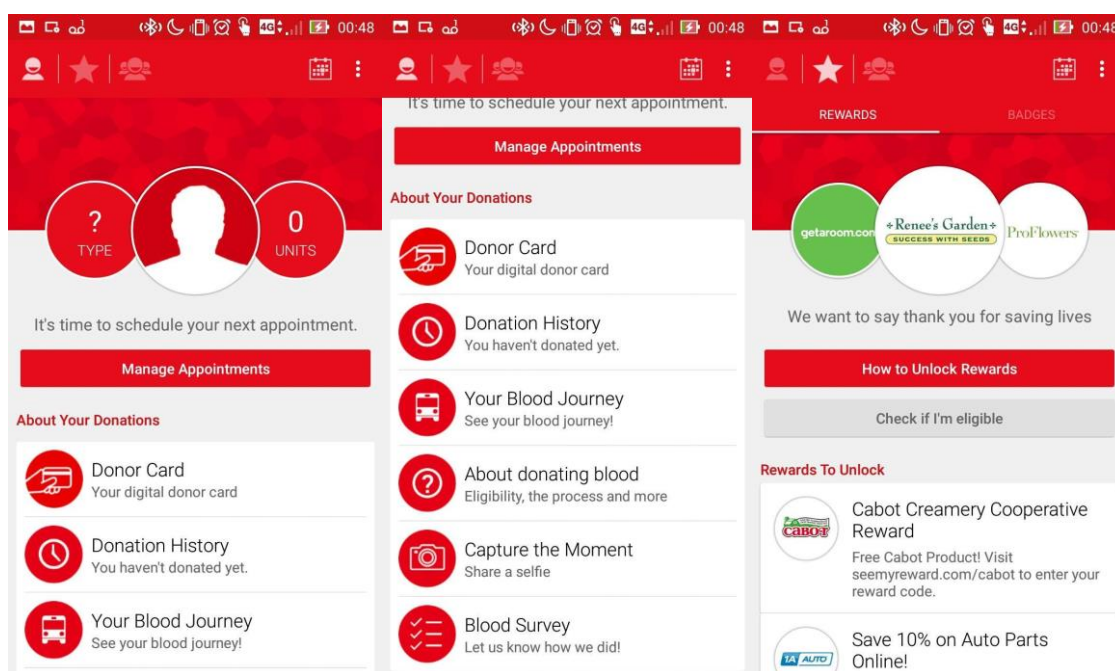 4G 00:48
?
TYPE
0
UNITS
It's time to schedule your next appointment.
Manage Appointments
About Your Donations
Donor Card
Your digital donor card
Donation History
You haven't donated yet.
Your Blood Journey
See your blood journey!
4G 00:48
It's time to schedule your next appointment.
Manage Appointments
About Your Donations
Donor Card
Your digital donor card
Donation History
You haven't donated yet.
Your Blood Journey
See your blood journey!
?
About donating blood
Eligibility, the process and more
Capture the Moment
Share a selfie
Blood Survey
Let us know how we did!
4G 00:48
REWARDS
BADGES
getaroom.com
Renee's Garden
SUCCESS WITH SEEDS
ProFlowers
We want to say thank you for saving lives
How to Unlock Rewards
Check if I'm eligible
Rewards To Unlock
CABOT
Cabot Creamery Cooperative
Reward
Free Cabot Product! Visit
seemyreward.com/cabot to enter your
reward code.
1A AUTO
Save 10% on Auto Parts
Online!